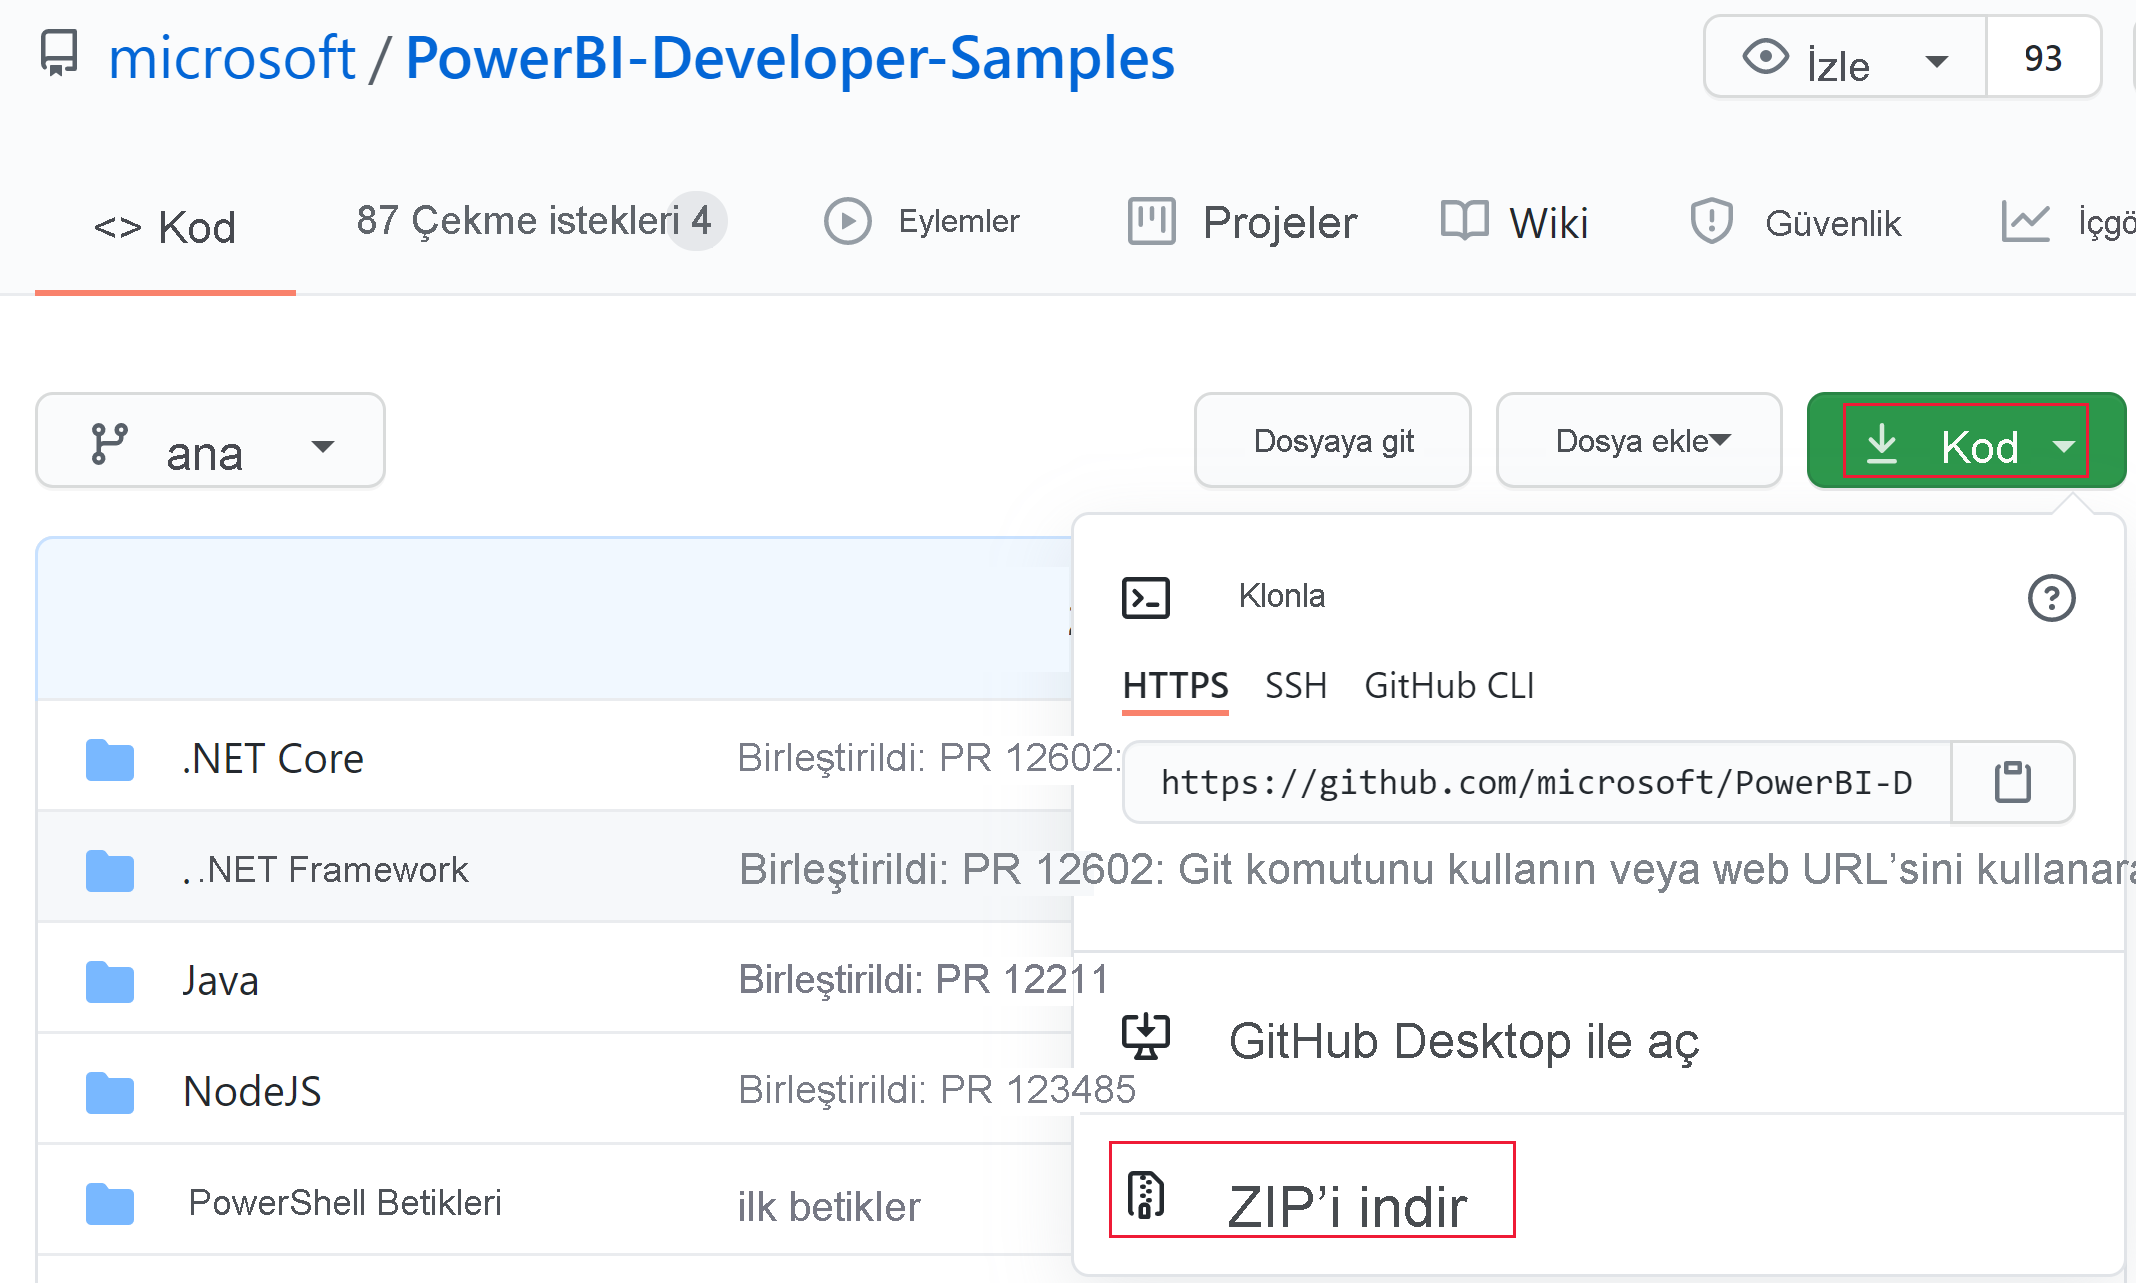 microsoft / PowerBI-Developer-Samples
İzle 93
<> Kod
87 Çekme istekleri 4
Eylemler
Projeler
Wiki
Güvenlik
ana
Dosyaya git
Dosya ekle
Kod
Klonla
HTTPS SSH GitHub CLI
.NET Core
Birleştirildi: PR 12602:
https://github.com/microsoft/PowerBI-D
. .NET Framework
Birleştirildi: PR 12602: Git komutunu kullanın veya web URL’sini
Java
Birleştirildi: PR 12211
GitHub Desktop ile aç
NodeJS
Birleştirildi: PR 123485
PowerShell Betikleri
ilk betikler
ZIP’i indir